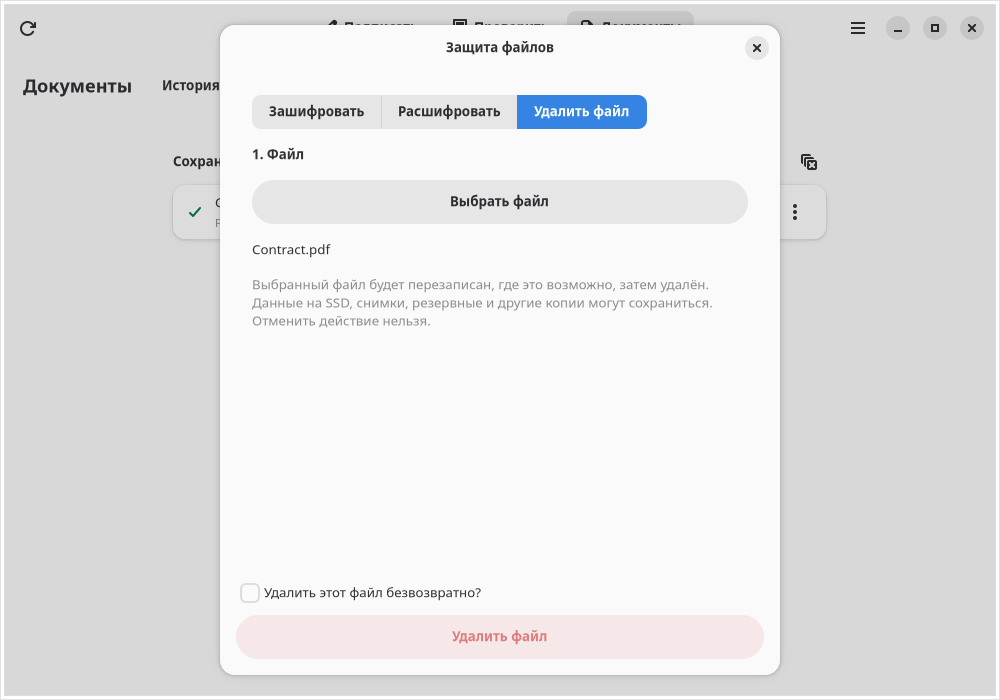 Защита файлов
Документы
История
Зашифровать
Расшифровать
Удалить файл
1. Файл
Выбрать файл
Contract.pdf
Выбранный файл будет перезаписан, где это возможно, затем удалён.
Данные на SSD, снимки, резервные и другие копии могут сохраниться.
Отменить действие нельзя.
Удалить этот файл безвозвратно?
Удалить файл